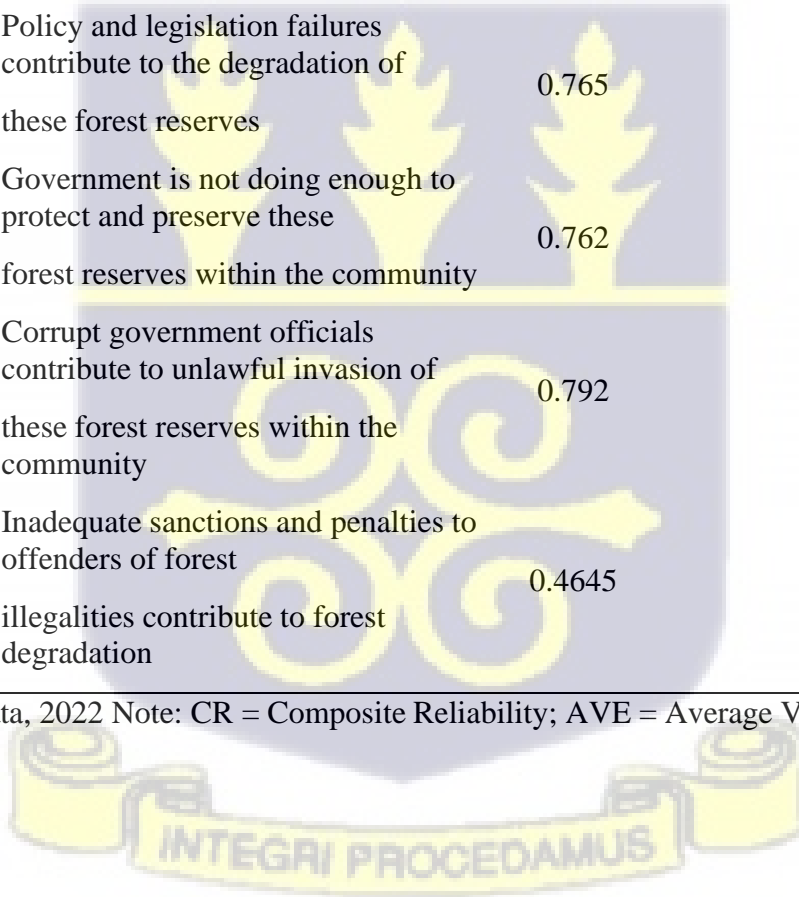 Policy and legislation failures
contribute to the degradation of
0.765
these forest reserves
Government is not doing enough to
protect and preserve these
0.762
forest reserves within the community
Corrupt government officials
contribute to unlawful invasion of
0.792
these forest reserves within the
community
Inadequate sanctions and penalties to
offenders of forest
0.4645
illegalities contribute to forest
degradation
ta, 2022 Note: CR = Composite Reliability; AVE = Average V
INTEGRI PROCEDAMUS